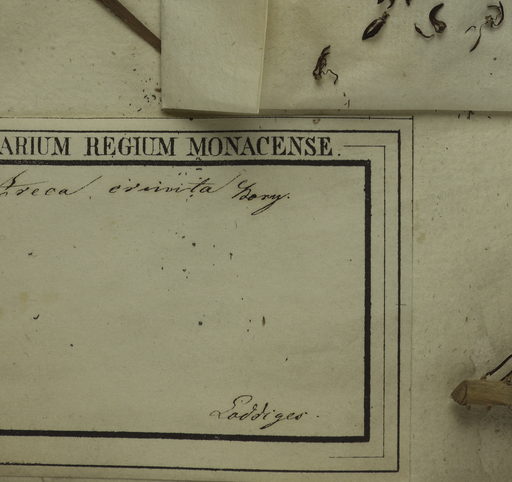 ARIUM REGIUM MONACENSE.
Areca crinita Bory.
Loddiges.